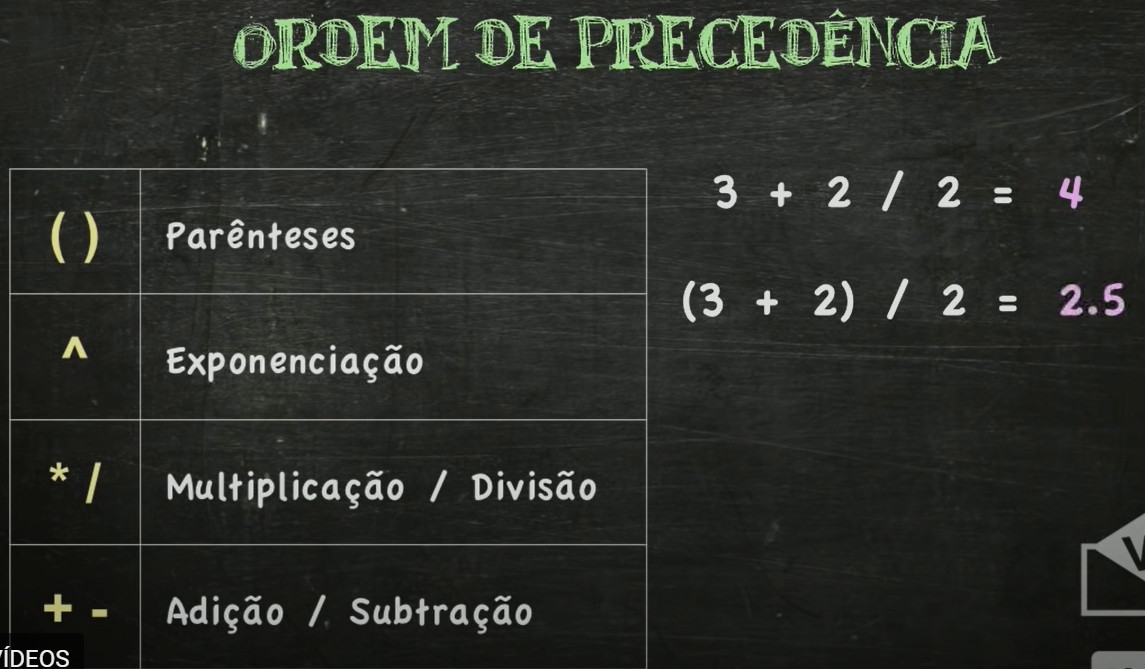 ORDEM DE PRECEDÊNCIA
( ) Parênteses
^ Exponenciação
* / Multiplicação / Divisão
+ - Adição / Subtração
3 + 2 / 2 = 4
(3 + 2) / 2 = 2.5
VÍDEOS